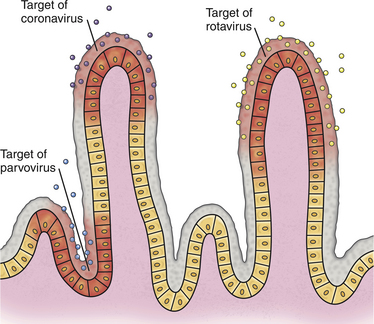 Target of
coronavirus
Target of
rotavirus
Target of
parvovirus